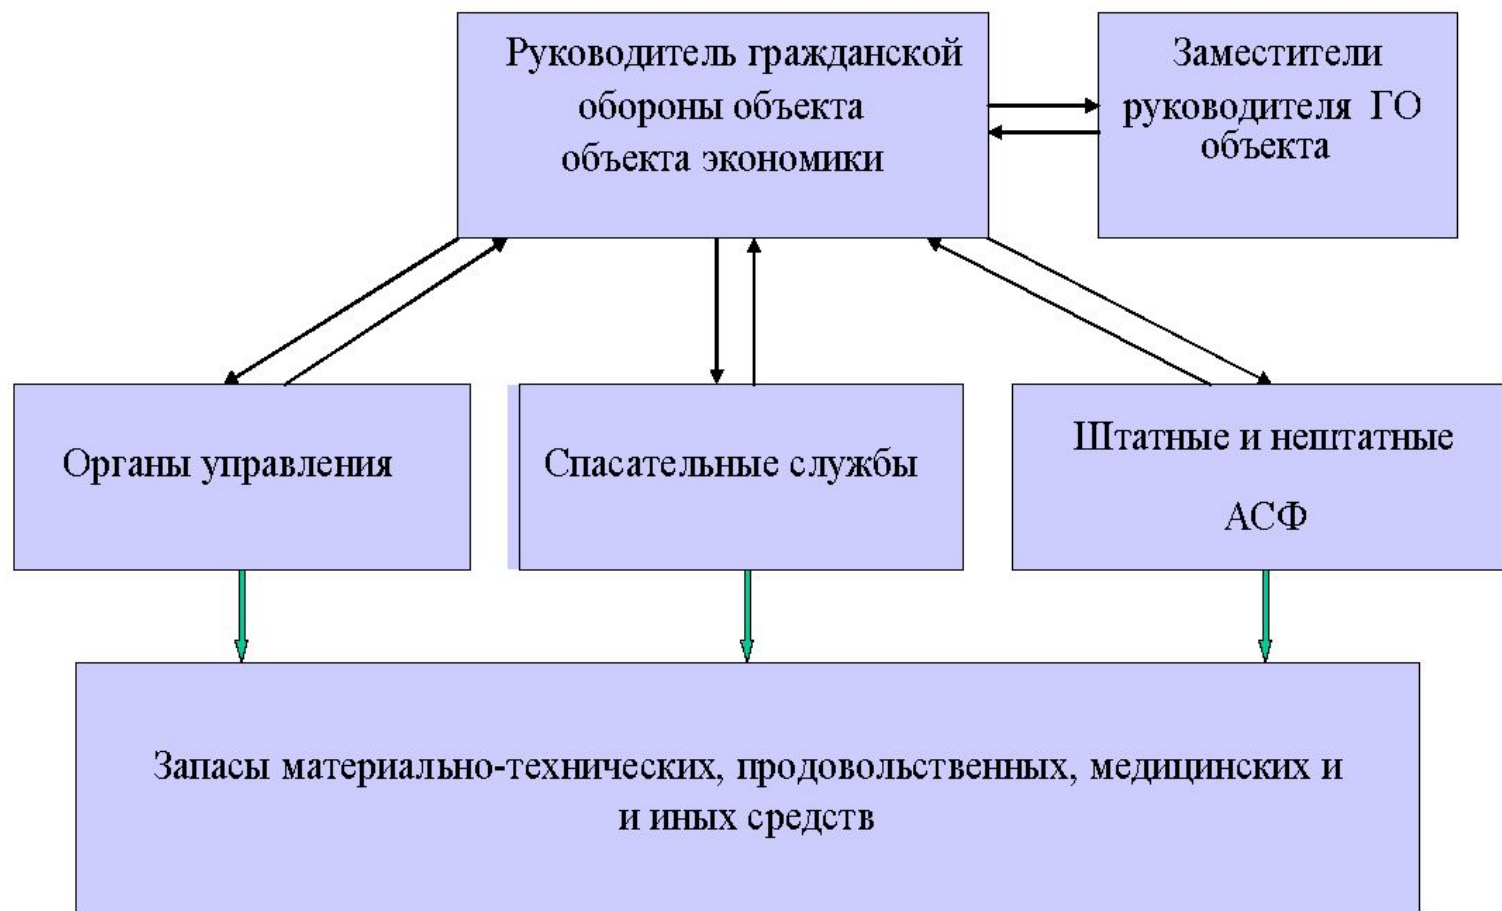 Руководитель гражданской
обороны объекта
объекта экономики
Заместители
руководителя ГО
объекта
Органы управления
Спасательные службы
Штатные и нештатные
АСФ
Запасы материально-технических, продовольственных, медицинских и
и иных средств